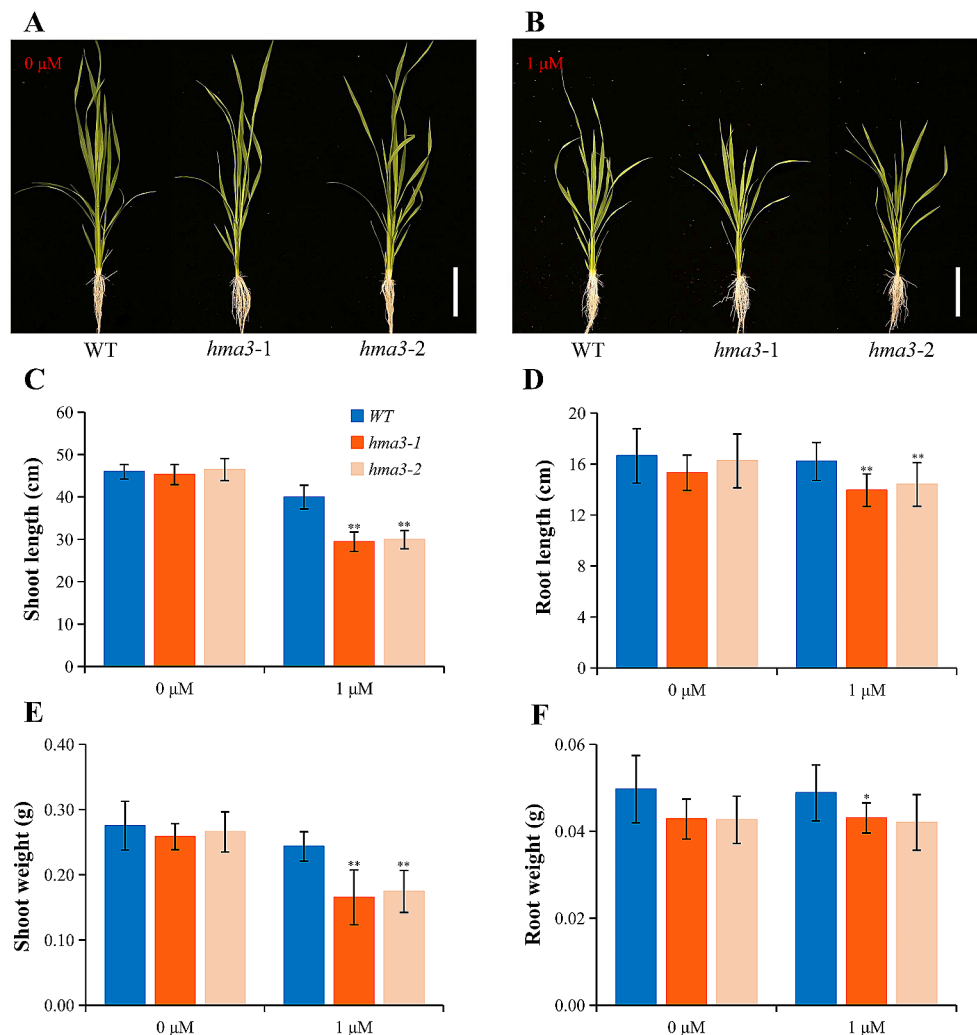 A
B
0 μM
1 μM
WT
hma3-1
hma3-2
WT
hma3-1
hma3-2
C
Shoot length (cm)
60
50
40
30
20
10
0
WT
hma3-1
hma3-2
**
**
0 μM
1 μM
D
Root length (cm)
20
16
12
8
4
0
**
**
0 μM
1 μM
E
Shoot weight (g)
0.40
0.30
0.20
0.10
0.00
**
**
0 μM
1 μM
F
Root weight (g)
0.06
0.04
0.02
0.00
*
0 μM
1 μM